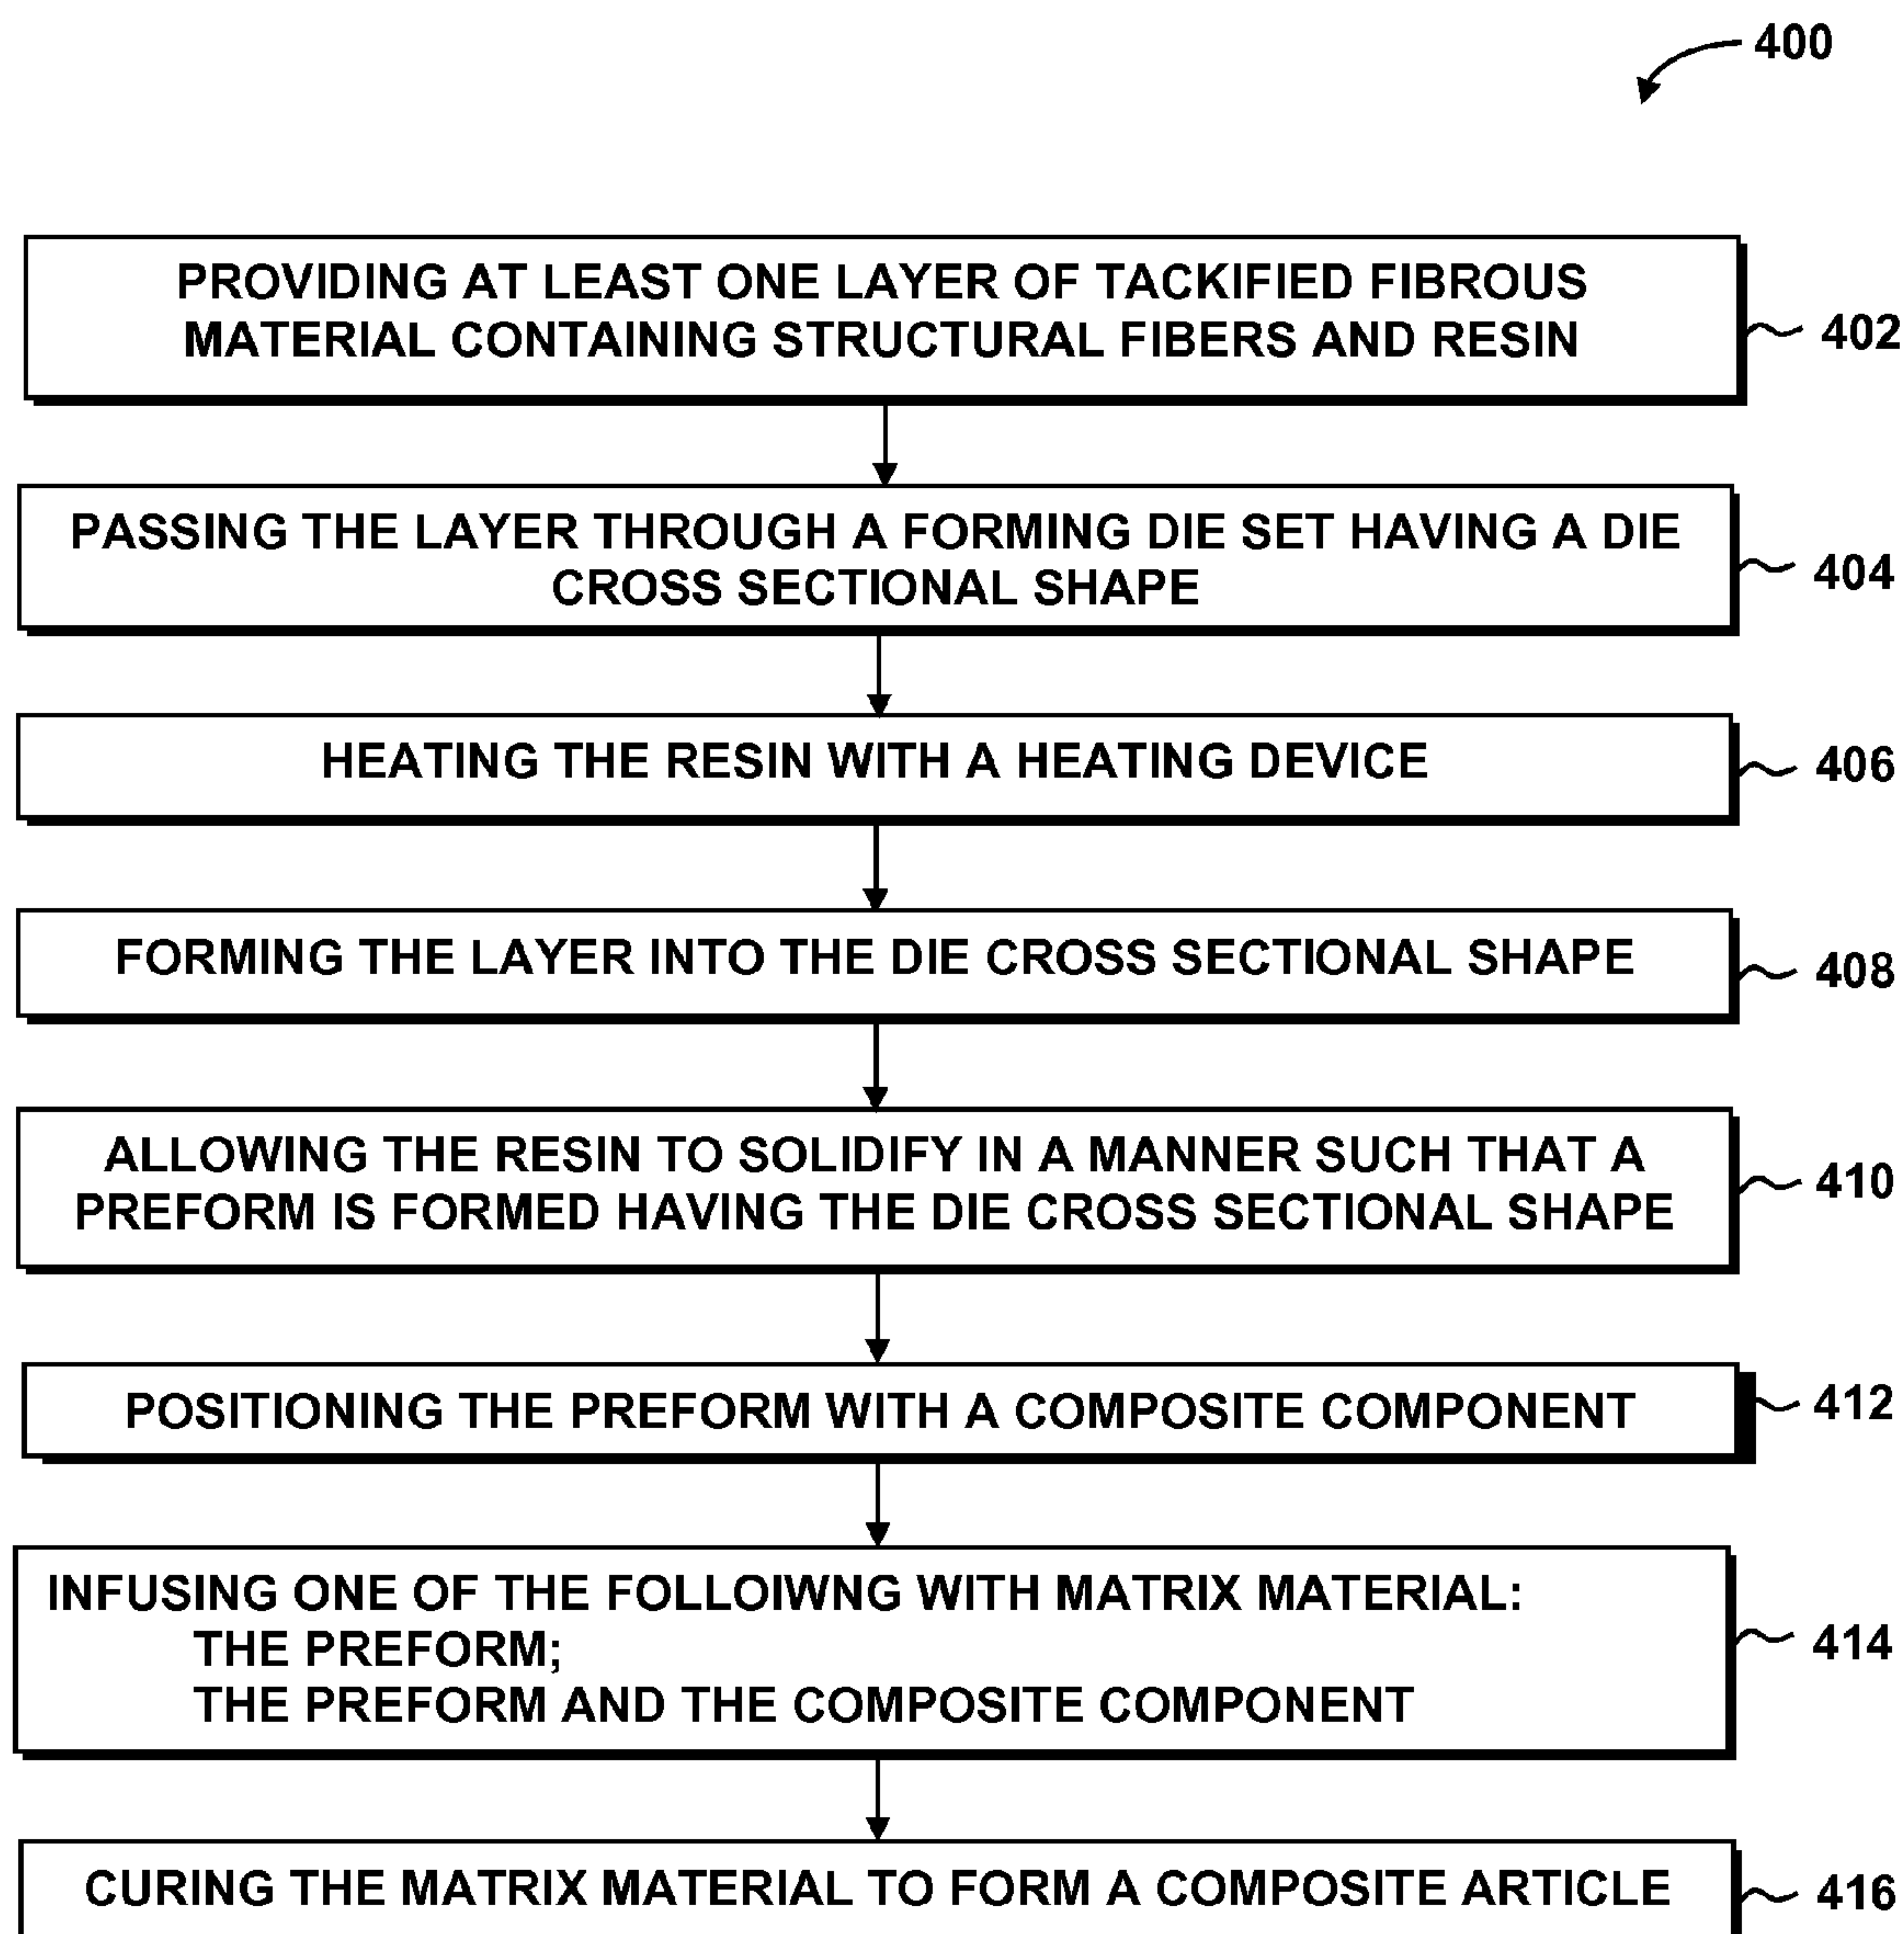 400
PROVIDING AT LEAST ONE LAYER OF TACKIFIED FIBROUS
MATERIAL CONTAINING STRUCTURAL FIBERS AND RESIN
402
PASSING THE LAYER THROUGH A FORMING DIE SET HAVING A DIE
CROSS SECTIONAL SHAPE
404
HEATING THE RESIN WITH A HEATING DEVICE
406
FORMING THE LAYER INTO THE DIE CROSS SECTIONAL SHAPE
408
ALLOWING THE RESIN TO SOLIDIFY IN A MANNER SUCH THAT A
PREFORM IS FORMED HAVING THE DIE CROSS SECTIONAL SHAPE
410
POSITIONING THE PREFORM WITH A COMPOSITE COMPONENT
412
INFUSING ONE OF THE FOLLOIWNG WITH MATRIX MATERIAL:
THE PREFORM;
THE PREFORM AND THE COMPOSITE COMPONENT
414
CURING THE MATRIX MATERIAL TO FORM A COMPOSITE ARTICLE
416